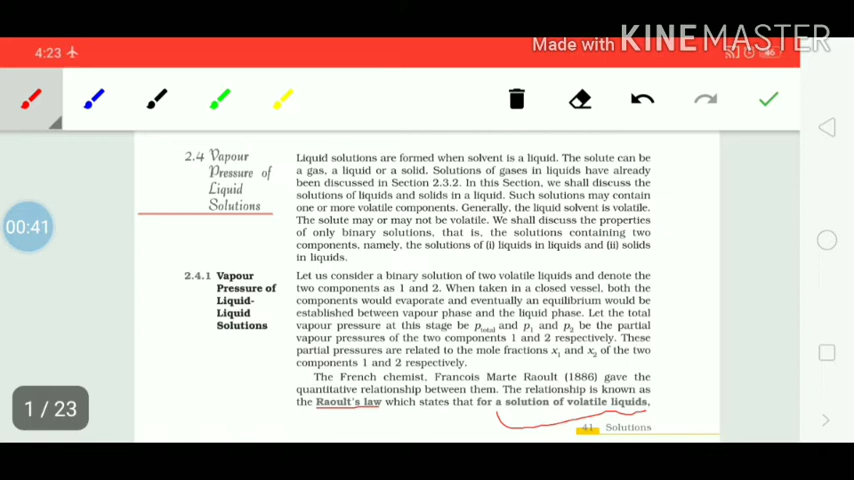 Made with KINEMASTER
4:23
46
2.4 Vapour
Pressure of
Liquid
Solutions
Liquid solutions are formed when solvent is a liquid. The solute can be
a gas, a liquid or a solid. Solutions of gases in liquids have already
been discussed in Section 2.3.2. In this Section, we shall discuss the
solutions of liquids and solids in a liquid. Such solutions may contain
one or more volatile components. Generally, the liquid solvent is volatile.
The solute may or may not be volatile. We shall discuss the properties
of only binary solutions, that is, the solutions containing two
components, namely, the solutions of (i) liquids in liquids and (ii) solids
in liquids.
00:41
2.4.1 Vapour
Pressure of
Liquid-
Liquid
Solutions
Let us consider a binary solution of two volatile liquids and denote the
two components as 1 and 2. When taken in a closed vessel, both the
components would evaporate and eventually an equilibrium would be
established between vapour phase and the liquid phase. Let the total
vapour pressure at this stage be p_total and p₁ and p₂ be the partial
vapour pressures of the two components 1 and 2 respectively. These
partial pressures are related to the mole fractions x₁ and x₂ of the two
components 1 and 2 respectively.
The French chemist, Francois Marte Raoult (1886) gave the
quantitative relationship between them. The relationship is known as
the Raoult's law which states that for a solution of volatile liquids,
1 / 23
41 Solutions